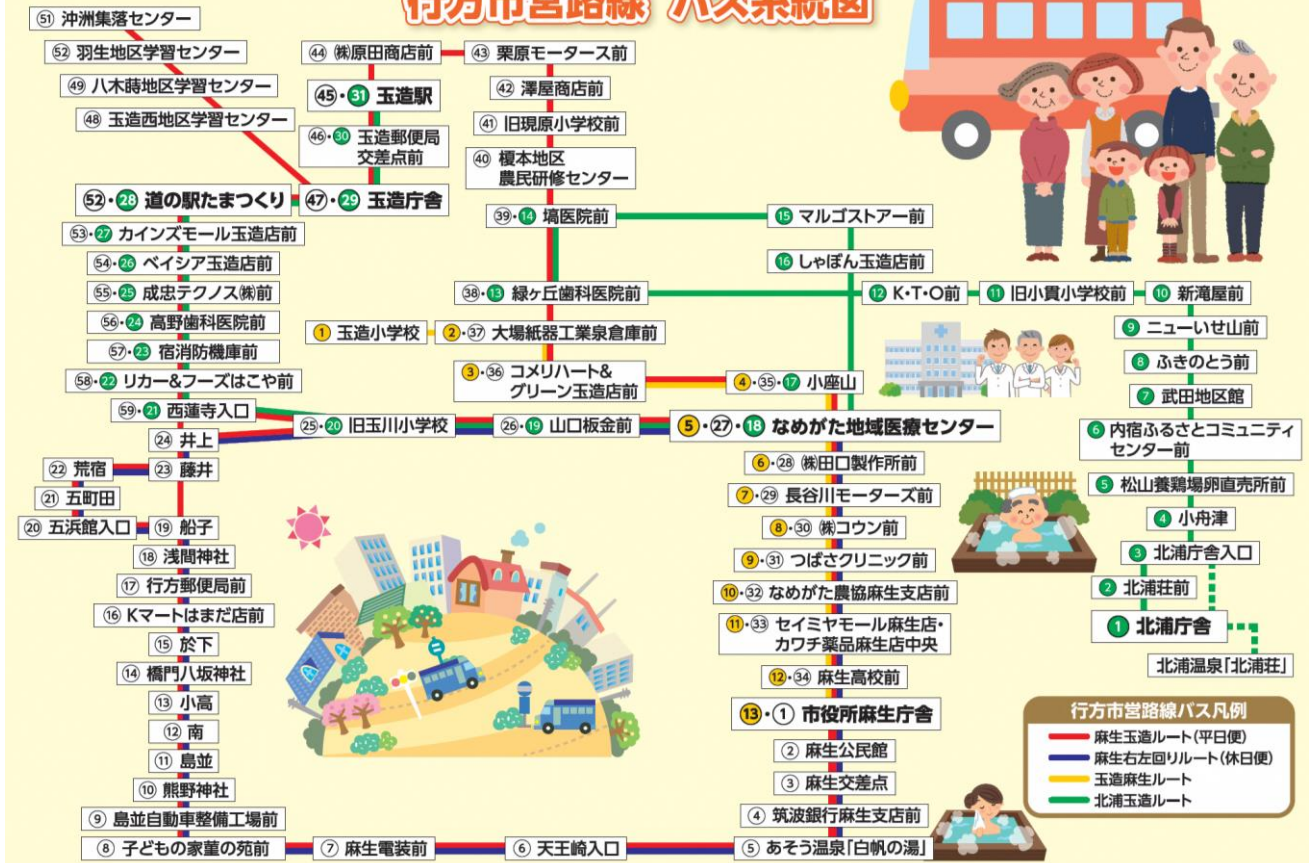 行方市営路線 バス系統図
㊿① 沖洲集落センター
㊾ 八木蒔地区学習センター
㊽ 玉造西地区学習センター
㊼・㉙ 玉造庁舎
㊻・㉚ 玉造郵便局
交差点前
㊺・㉛ 玉造駅
㊹ ㈱原田商店前
㊸ 栗原モータース前
㊷ 澤屋商店前
㊶ 旧現原小学校前
㊵ 榎本地区
農民研修センター
㊴・⑭ 塙医院前
⑮ マルゴストアー前
⑯ しゃぼん玉造店前
㊳・⑬ 緑ヶ丘歯科医院前
⑫ K・T・O前
⑪ 旧小貫小学校前
⑩ 新滝屋前
⑨ ニューいせ山前
⑧ ふきのとう前
⑦ 武田地区館
⑥ 内宿ふるさとコミュニティ
センター前
⑤ 松山養鶏場卵直売所前
④ 小舟津
③ 北浦庁舎入口
② 北浦荘前
① 北浦庁舎
北浦温泉「北浦荘」
① 玉造小学校
②・㊲ 大場紙器工業泉倉庫前
③・㊱ コメリハート&
グリーン玉造店前
④・㉟・⑰ 小座山
⑤・㉗・⑱ なめがた地域医療センター
⑥・㉘ ㈱田口製作所前
⑦・㉙ 長谷川モーターズ前
⑧・㉚ ㈱コウン前
⑨・㉛ つばさクリニック前
⑩・㉜ なめがた農協麻生支店前
⑪・㉝ セイミヤモール麻生店・
カワチ薬品麻生店中央
⑫・㉞ 麻生高校前
⑬・① 市役所麻生庁舎
② 麻生公民館
③ 麻生交差点
④ 筑波銀行麻生支店前
⑤ あそう温泉「白帆の湯」
⑥ 天王崎入口
⑦ 麻生電装前
⑧ 子どもの家菫の苑前
⑨ 島並自動車整備工場前
⑩ 熊野神社
⑪ 島並
⑫ 南
⑬ 小高
⑭ 橋門八坂神社
⑮ 於下
⑯ Kマートはまだ店前
⑰ 行方郵便局前
⑱ 浅間神社
⑲ 船子
⑳ 五浜館入口
㉑ 五町田
㉒ 荒宿
㉓ 藤井
㉔ 井上
㉕・⑳ 旧玉川小学校
㉖・⑲ 山口板金前
52 羽生地区学習センター
52・㉘ 道の駅たまつくり
53・㉗ カインズモール玉造店前
54・㉖ ベイシア玉造店前
55・㉕ 成忠テクノス㈱前
56・㉔ 高野歯科医院前
57・㉓ 宿消防機庫前
58・㉒ リカー&フーズはこや前
59・㉑ 西蓮寺入口
行方市営路線バス凡例
麻生玉造ルート(平日便)
麻生右左回りルート(休日便)
玉造麻生ルート
北浦玉造ルート